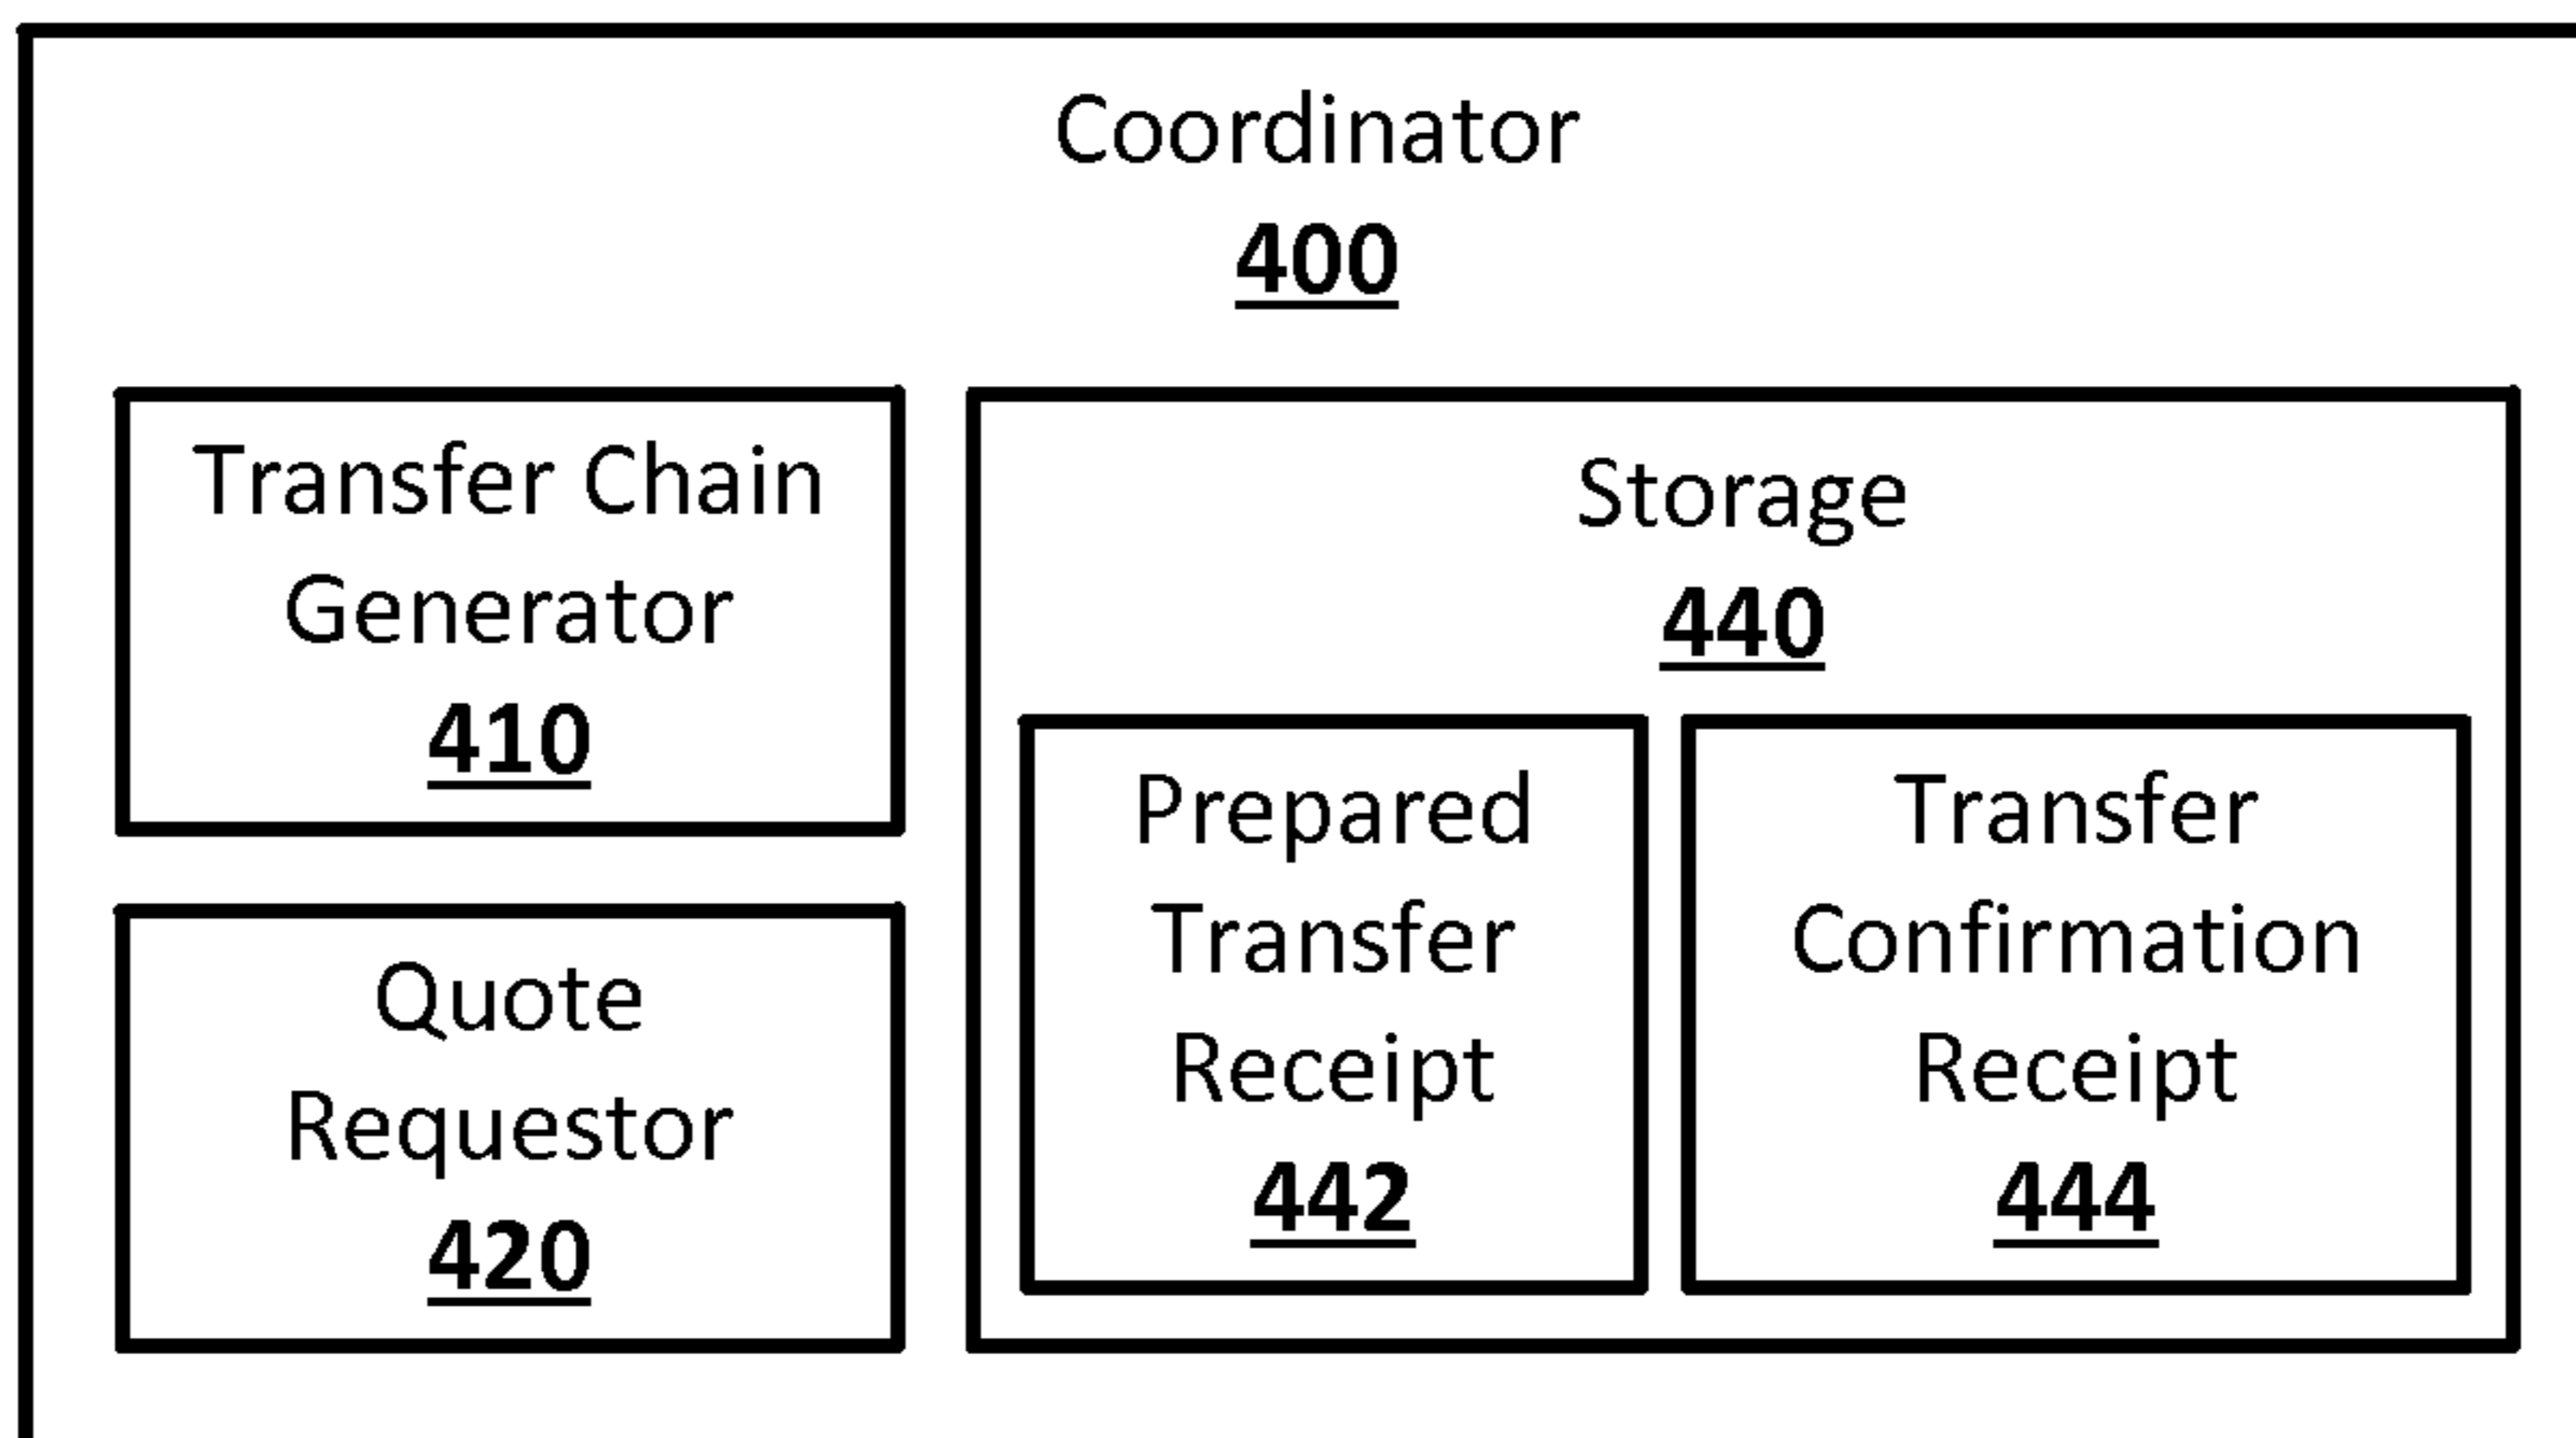 Coordinator
400
Transfer Chain
Generator
410
Quote
Requestor
420
Storage
440
Prepared
Transfer
Receipt
442
Transfer
Confirmation
Receipt
444